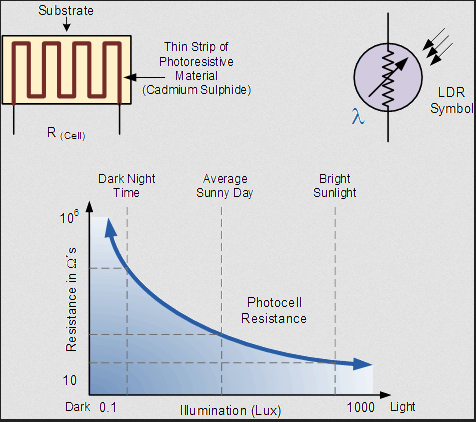 Substrate
Thin Strip of
Photoresistive
Material
(Cadmium Sulphide)
R (Cell)
λ
LDR
Symbol
Dark Night
Time
Average
Sunny Day
Bright
Sunlight
10⁶
Resistance in Ω's
Photocell
Resistance
10
Dark 0.1 Illumination (Lux) 1000 Light